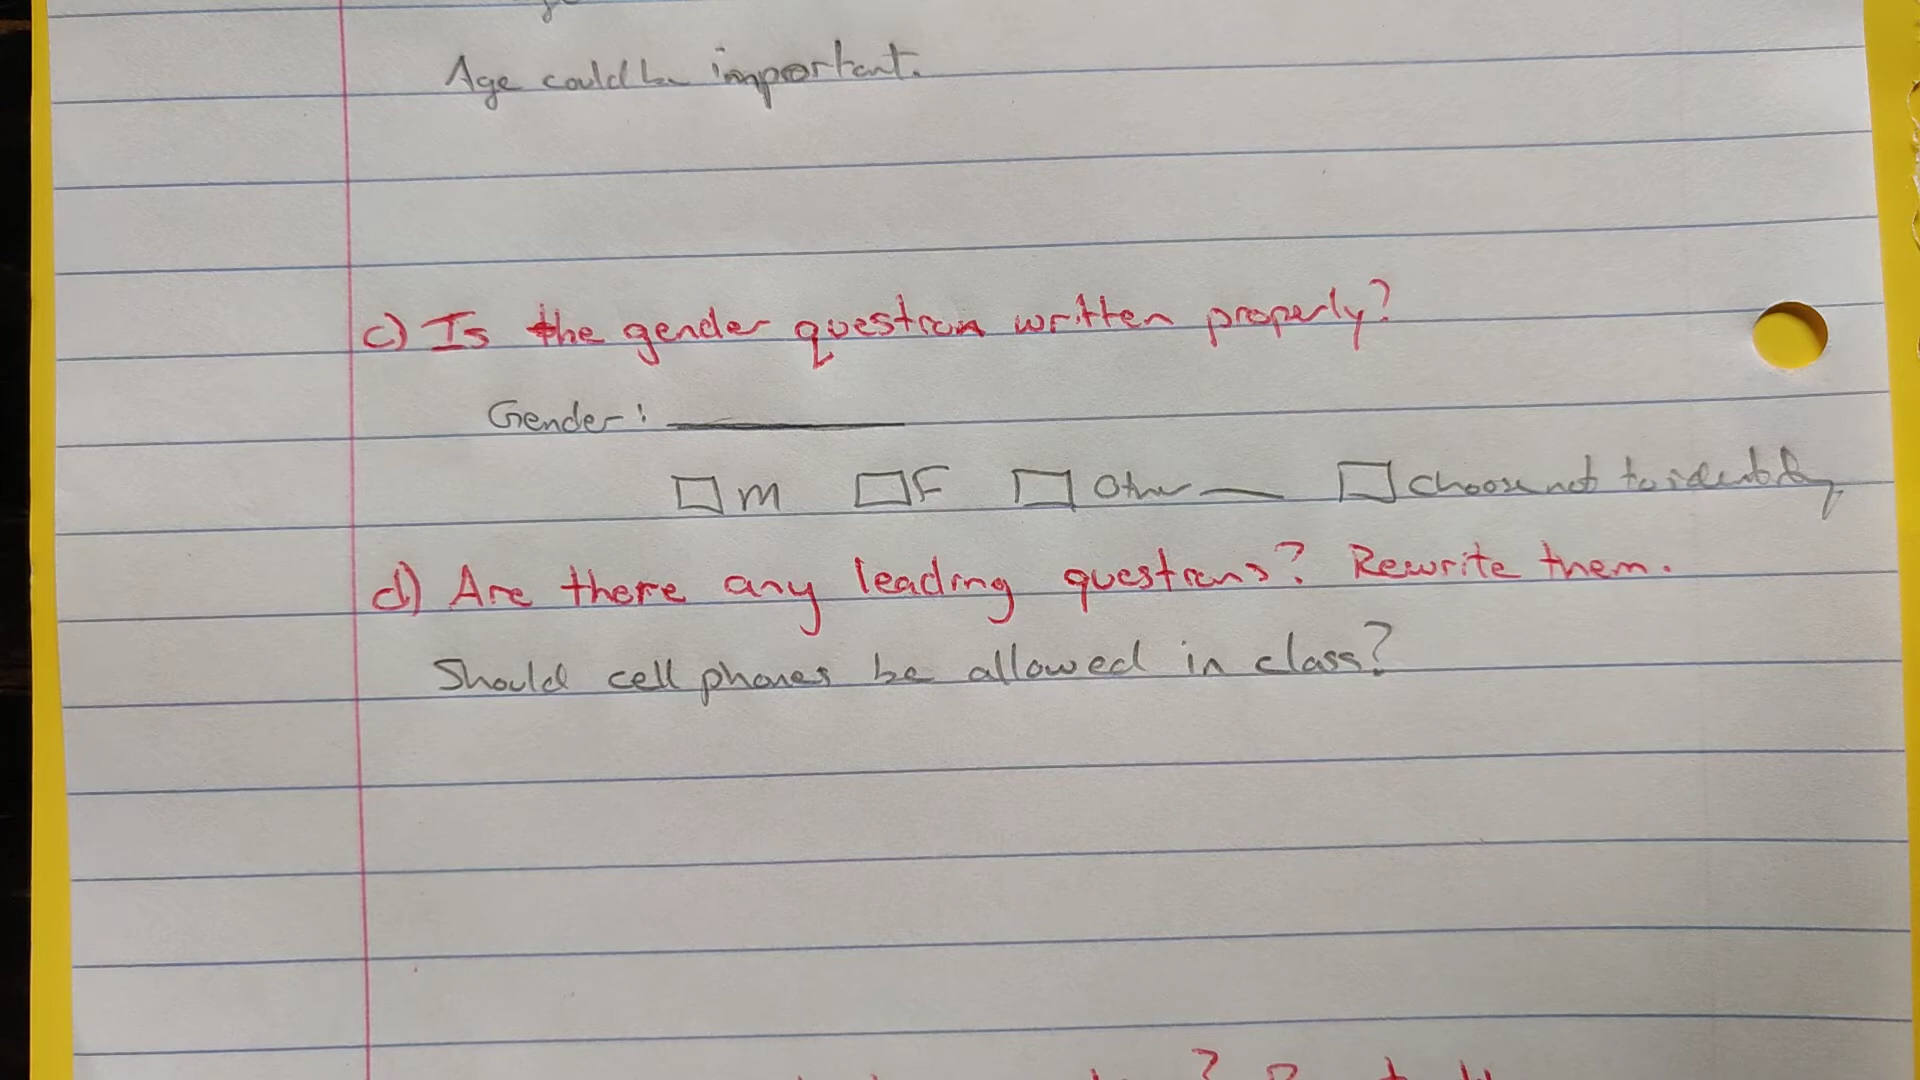 Age could be important.
c) Is the gender question written properly?
Gender: ______
□ M □ F □ Other ___ □ choose not to identify
d) Are there any leading questions? Rewrite them.
Should cell phones be allowed in class?